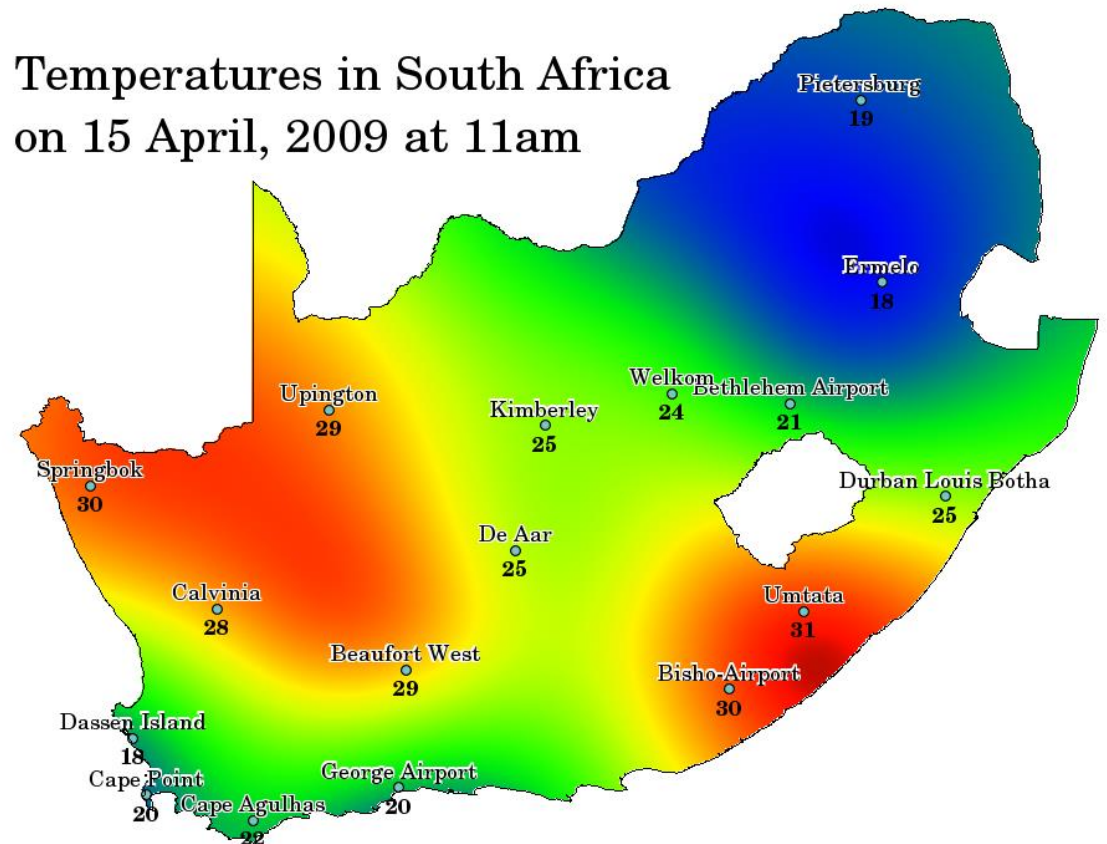 Temperatures in South Africa
on 15 April, 2009 at 11am
Pietersburg
19
Ermelo
18
Welkom
24
Bethlehem Airport
21
Upington
29
Kimberley
25
Springbok
30
Durban Louis Botha
25
De Aar
25
Calvinia
28
Umtata
31
Beaufort West
29
Bisho-Airport
30
Dassen Island
18
Cape Point
20
George Airport
20
Cape Agulhas
22